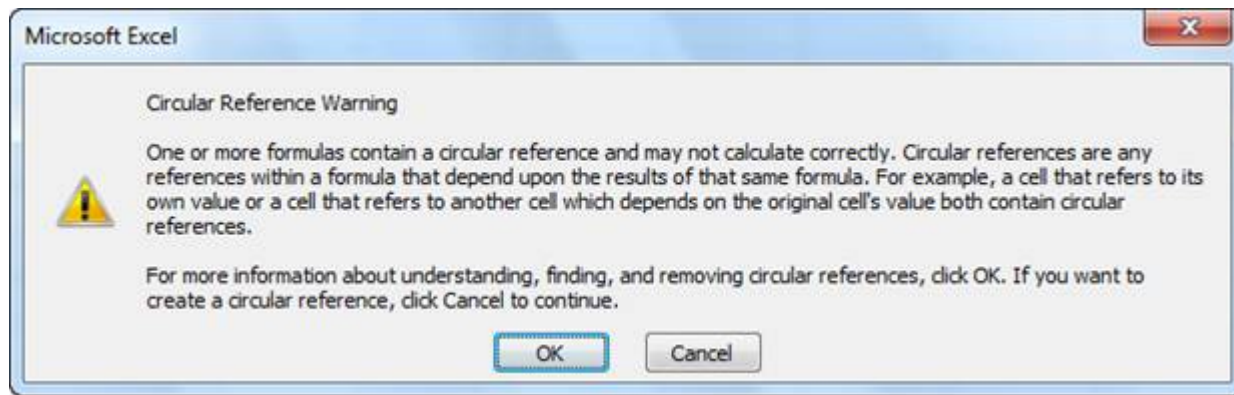 Microsoft Excel
Circular Reference Warning
One or more formulas contain a circular reference and may not calculate correctly. Circular references are any
references within a formula that depend upon the results of that same formula. For example, a cell that refers to its
own value or a cell that refers to another cell which depends on the original cell's value both contain circular
references.
For more information about understanding, finding, and removing circular references, click OK. If you want to
create a circular reference, click Cancel to continue.
OK
Cancel